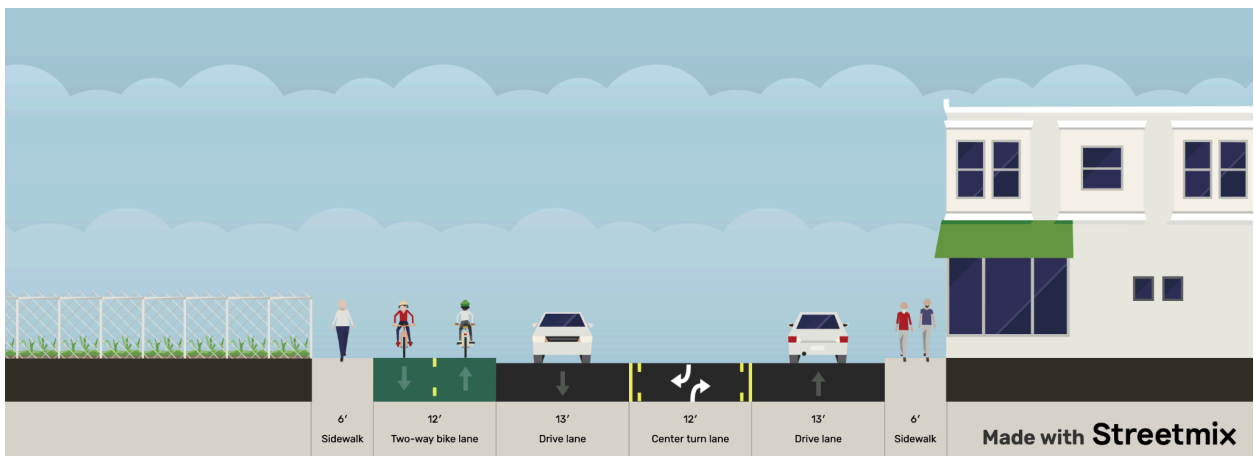 6′
Sidewalk
12′
Two-way bike lane
13′
Drive lane
12′
Center turn lane
13′
Drive lane
6′
Sidewalk
Made with Streetmix